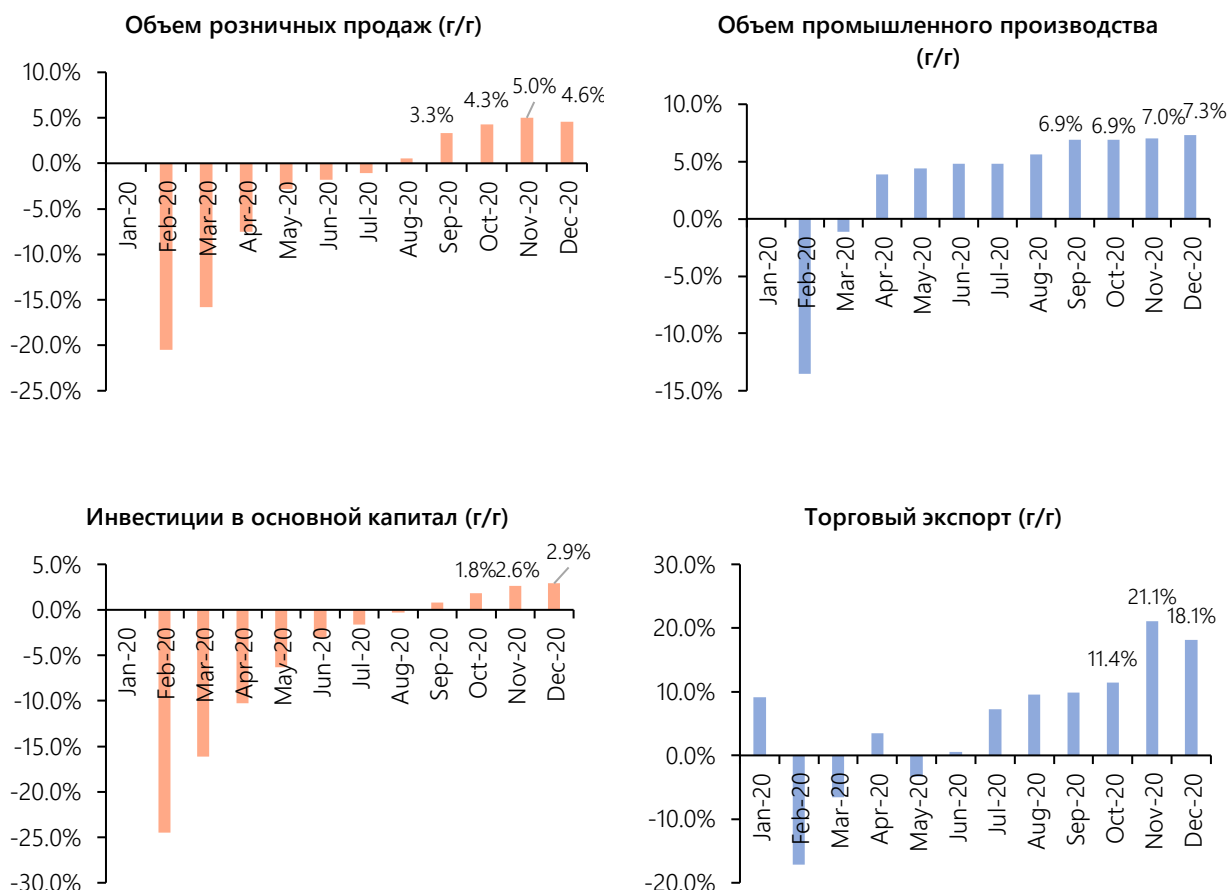 Объем розничных продаж (г/г)
10.0%
5.0%
0.0%
-5.0%
-10.0%
-15.0%
-20.0%
-25.0%
3.3%
4.3%
5.0%
4.6%
Jan-20
Feb-20
Mar-20
Apr-20
May-20
Jun-20
Jul-20
Aug-20
Sep-20
Oct-20
Nov-20
Dec-20
Объем промышленного производства
(г/г)
10.0%
5.0%
0.0%
-5.0%
-10.0%
-15.0%
6.9%
6.9%
7.0%
7.3%
Jan-20
Feb-20
Mar-20
Apr-20
May-20
Jun-20
Jul-20
Aug-20
Sep-20
Oct-20
Nov-20
Dec-20
Инвестиции в основной капитал (г/г)
5.0%
0.0%
-5.0%
-10.0%
-15.0%
-20.0%
-25.0%
-30.0%
1.8%
2.6%
2.9%
Jan-20
Feb-20
Mar-20
Apr-20
May-20
Jun-20
Jul-20
Aug-20
Sep-20
Oct-20
Nov-20
Dec-20
Торговый экспорт (г/г)
30.0%
20.0%
10.0%
0.0%
-10.0%
-20.0%
11.4%
21.1%
18.1%
Jan-20
Feb-20
Mar-20
Apr-20
May-20
Jun-20
Jul-20
Aug-20
Sep-20
Oct-20
Nov-20
Dec-20